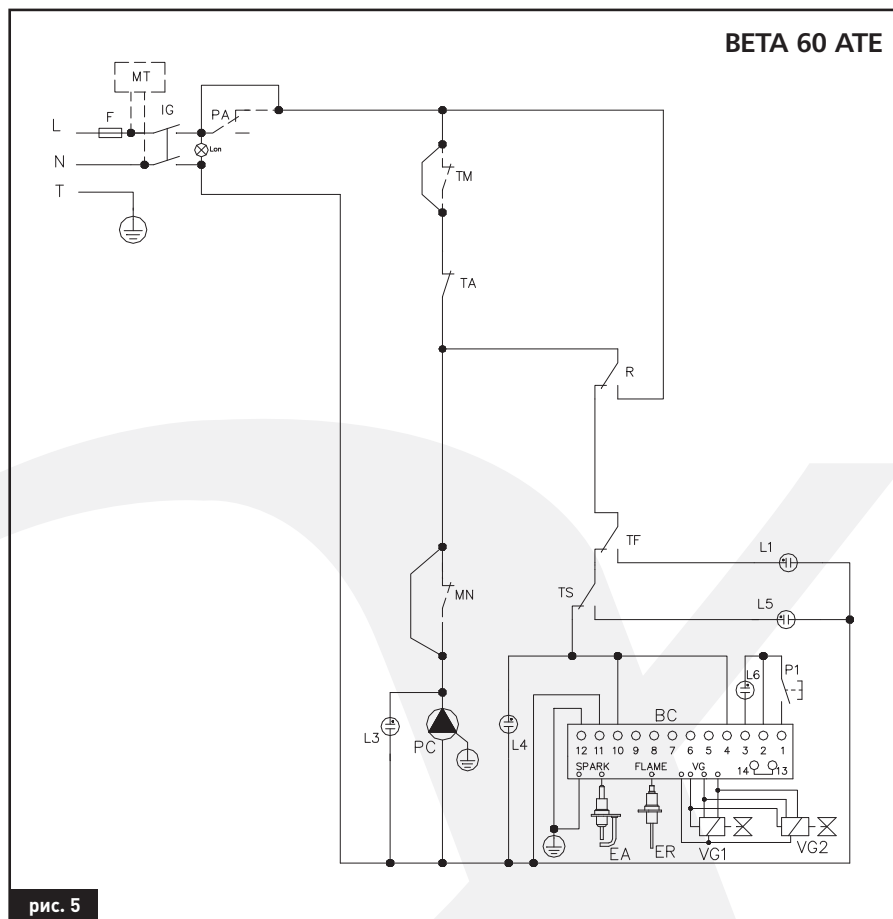 BETA 60 ATE
MT
F
IG
PA
L
Lon
N
T
TM
TA
R
TF
L1
TS
MN
L5
L6
P1
BC
L3
PC
L4
12 11 10 9 8 7 6 5 4 3 2 1
SPARK FLAME VG 14 13
EA ER VG1 VG2
рис. 5